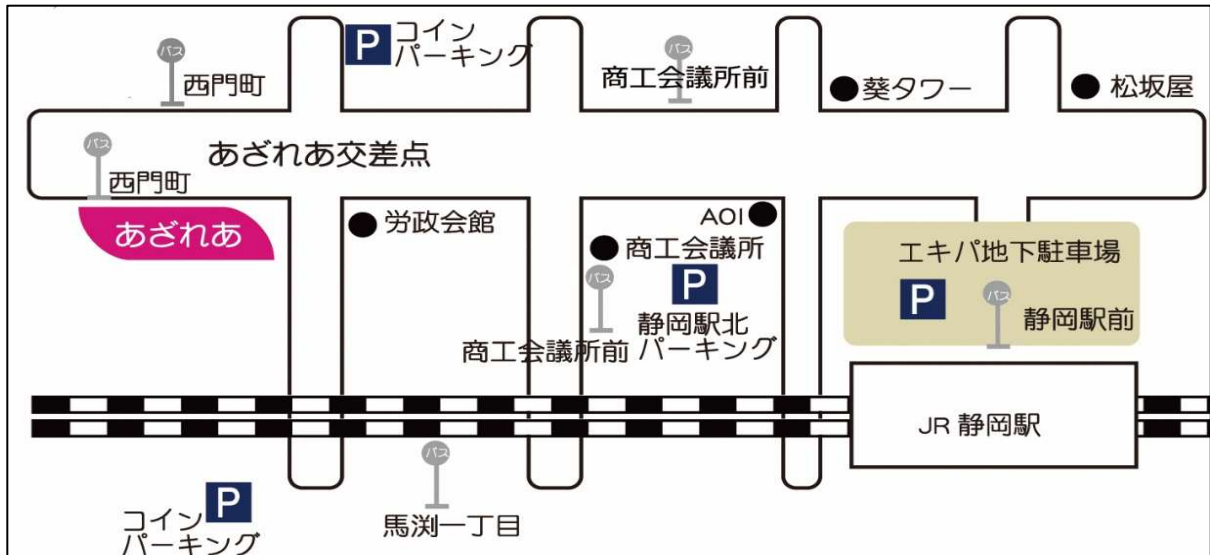 P
コイン
パーキング
バス
西門町
バス
商工会議所前
葵タワー
松坂屋
バス
西門町
あざれあ交差点
あざれあ
労政会館
AOI
商工会議所
バス
商工会議所前
P
静岡駅北
パーキング
エキパ地下駐車場
P
バス
静岡駅前
JR 静岡駅
バス
馬渕一丁目
P
コイン
パーキング